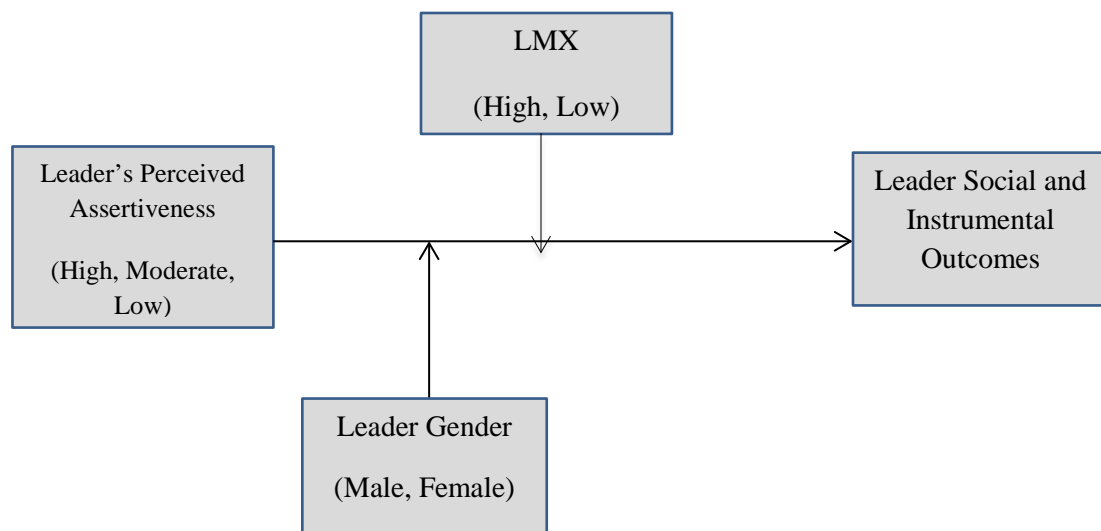 LMX
(High, Low)
Leader’s Perceived
Assertiveness
(High, Moderate,
Low)
Leader Social and
Instrumental
Outcomes
Leader Gender
(Male, Female)